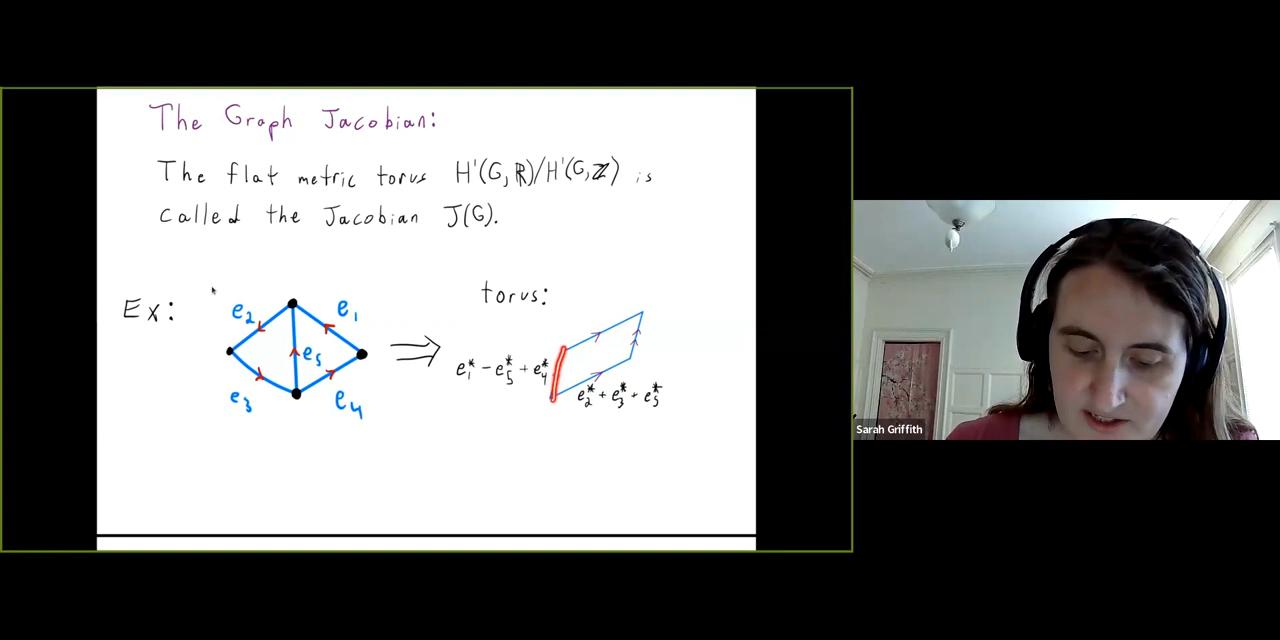 The Graph Jacobian:
The flat metric torus H¹(G, ℝ)/H¹(G, ℤ) is
called the Jacobian J(G).
Ex:
e₂
e₁
e₅
e₃
e₄
torus:
e₁* − e₅* + e₄*
e₂* + e₃* + e₅*
Sarah Griffith